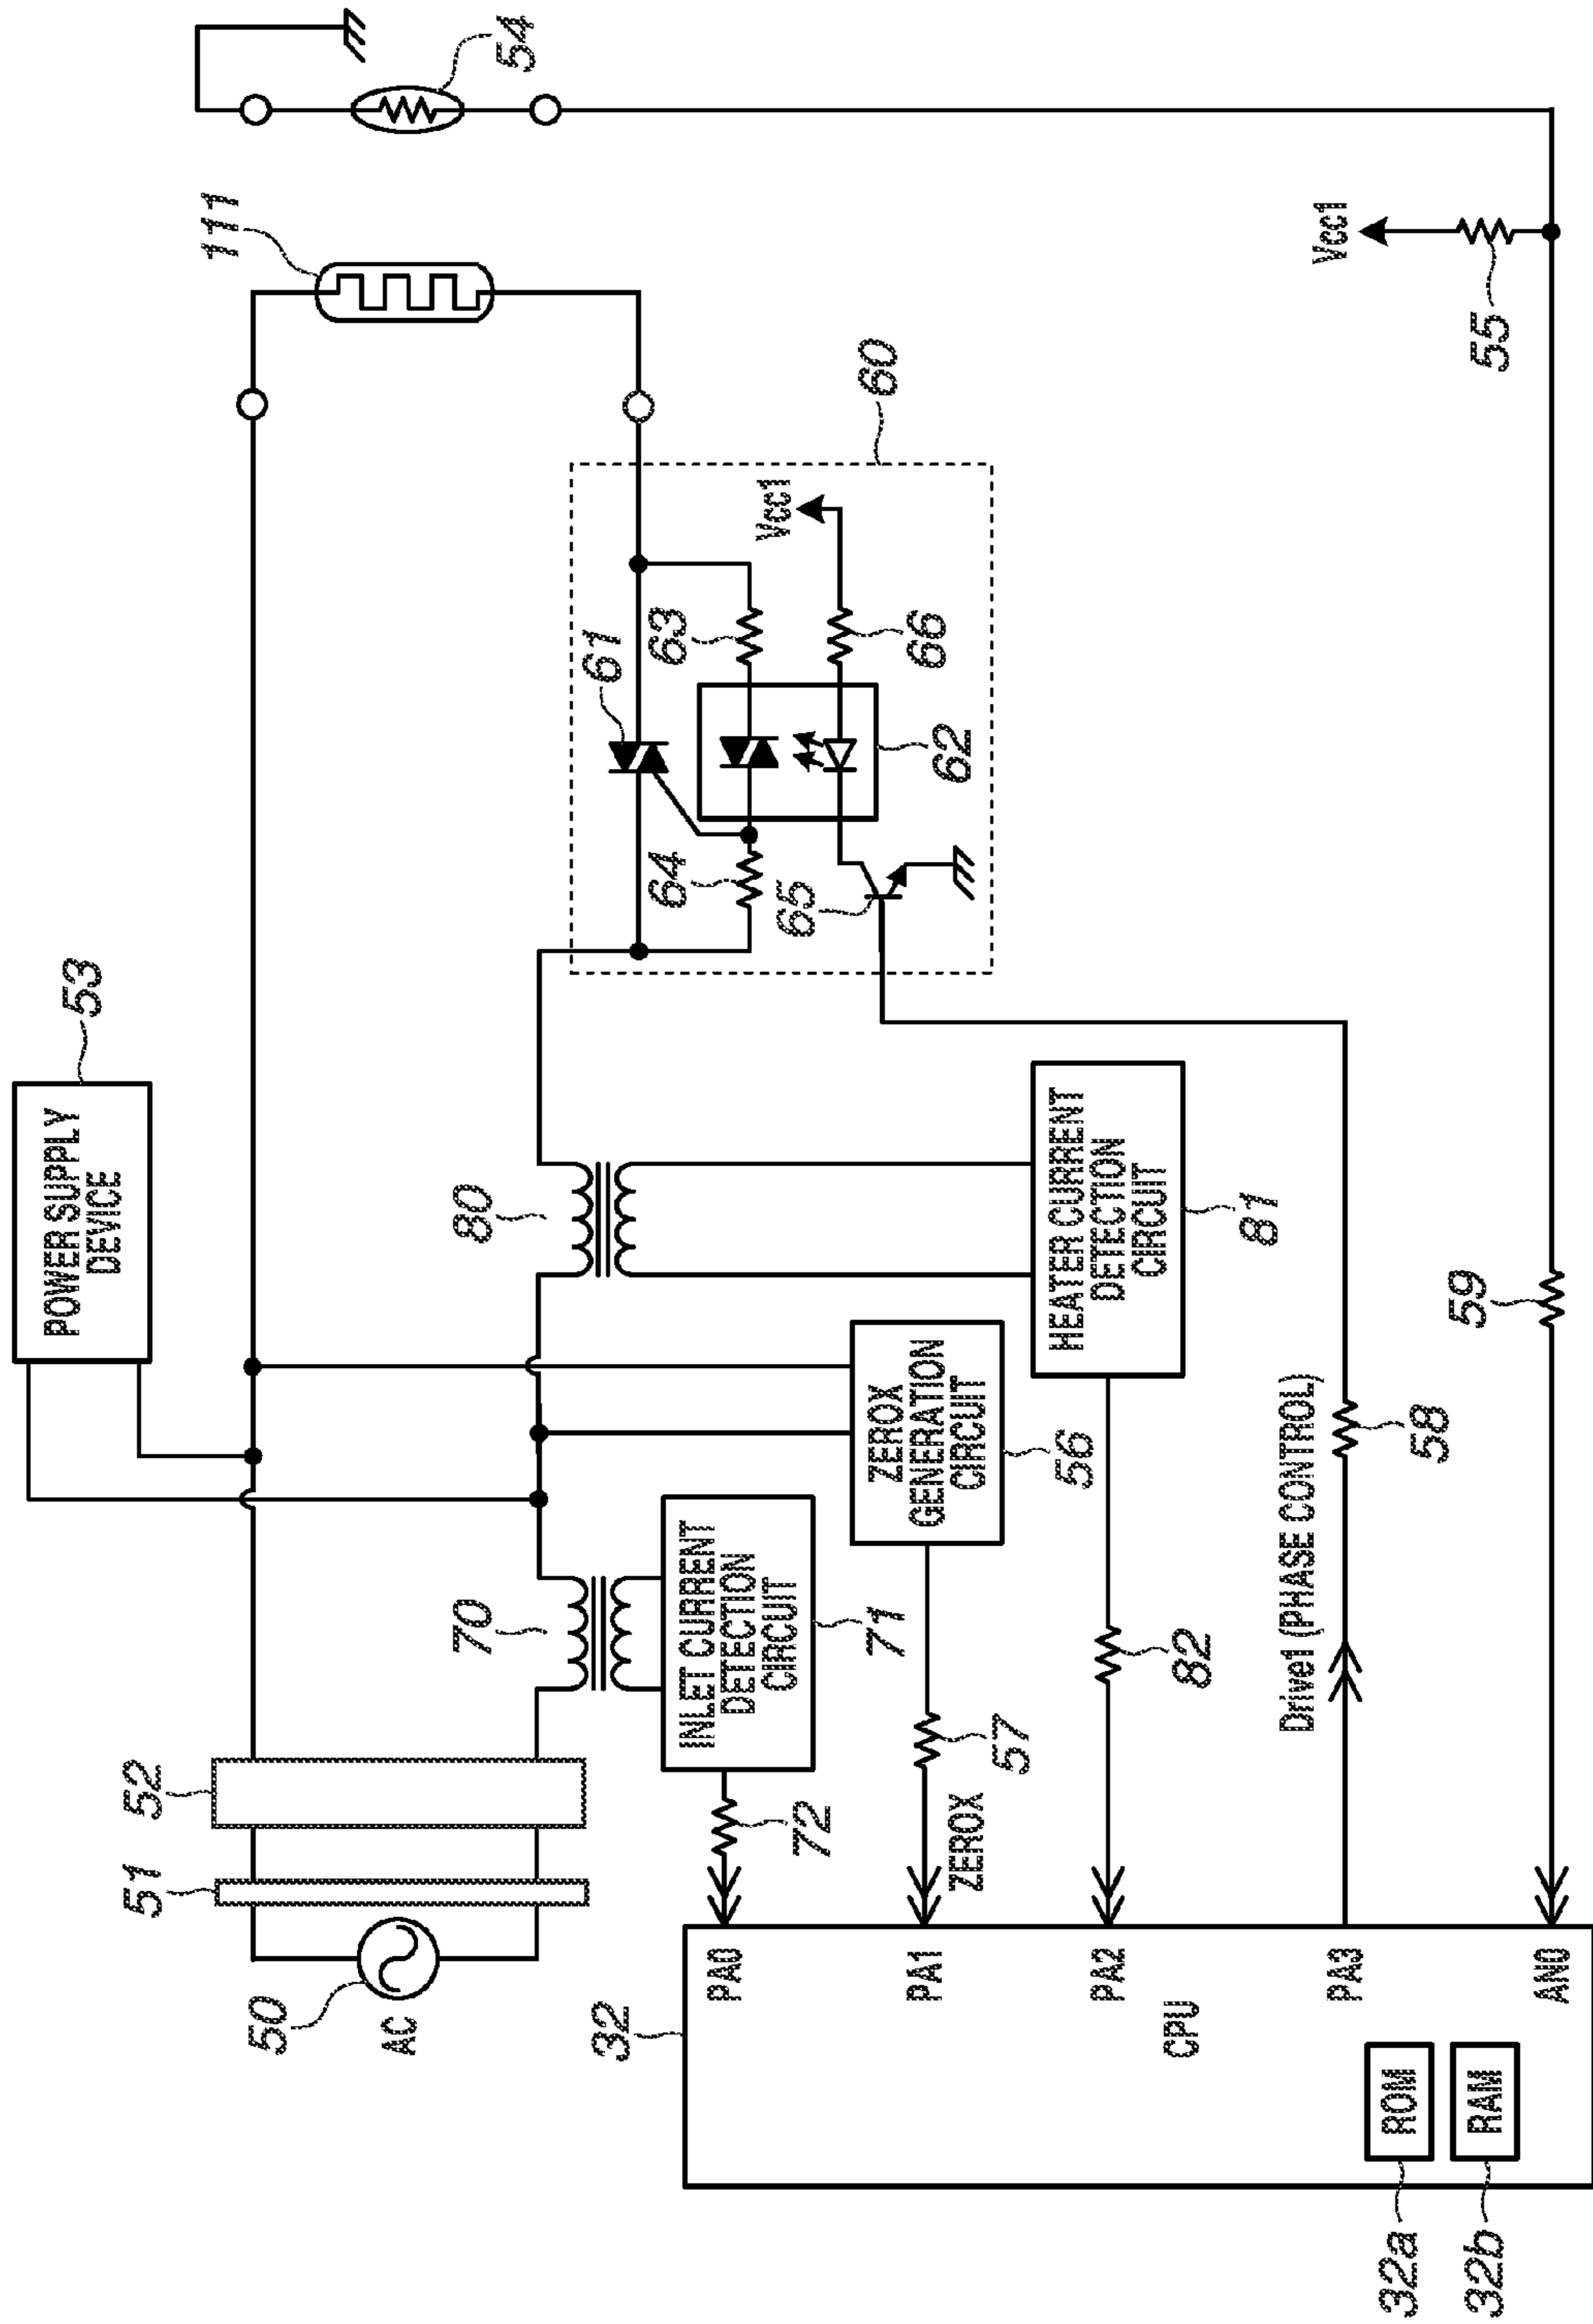 53
POWER SUPPLY
DEVICE
111
54
52
51
50
AC
70
80
61
63
64
60
Vcc1
66
62
65
INLET CURRENT
DETECTION
CIRCUIT
71
72
ZEROX
GENERATION
CIRCUIT
56
57
ZEROX
HEATER CURRENT
DETECTION
CIRCUIT
81
82
Drive1 (PHASE CONTROL)
58
59
Vcc1
55
32
PA0
PA1
PA2
PA3
AN0
CPU
ROM
RAM
32a
32b